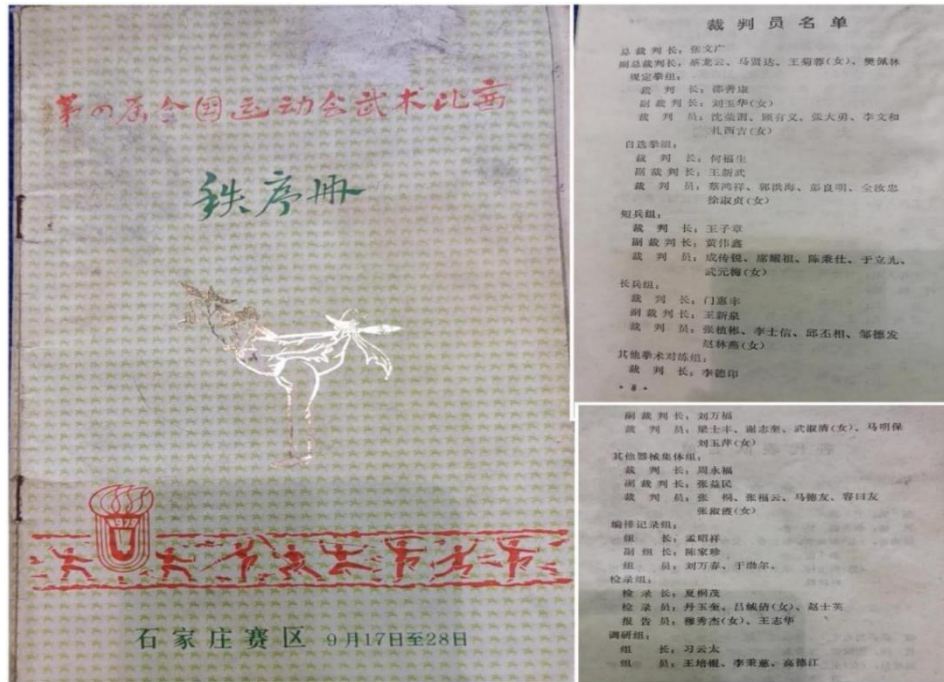 第四届全国运动会武术比赛
秩序册
1979
石家庄赛区 9月17日至28日
裁判员名单
总裁判长：张文广
副总裁判长：蔡龙云、马贤达、王菊蓉(女)、樊佩林
规定拳组：
裁判长：邵善康
副裁判长：刘玉华(女)
裁判员：沈荣渭、顾有义、张大勇、李文和
扎西吉(女)
自选拳组：
裁判长：何福生
副裁判长：王新武
裁判员：蔡鸿祥、郭洪海、彭良明、全汝忠
徐淑贞(女)
短兵组：
裁判长：王子章
副裁判长：黄伟鑫
裁判员：成传锐、席耀祖、陈秉仕、于立光、
武元梅(女)
长兵组：
裁判长：门惠丰
副裁判长：王新泉
裁判员：张植彬、李士信、邱丕相、邹德发
赵林燕(女)
其他拳术对练组：
裁判长：李德印
• 8 •
副裁判长：刘万福
裁判员：梁士丰、谢志奎、武淑清(女)、马明保
刘玉萍(女)
其他器械集体组：
裁判长：周永福
副裁判长：张益民
裁判员：张桐、张福云、马德友、容曰友
张淑霞(女)
编排记录组：
组长：孟昭祥
副组长：陈家珍
组员：刘万春、于渤尔、
检录组：
检录长：夏桐茂
检录员：丹玉奎、吕绒倩(女)、赵士英
报告员：穆秀杰(女)、王志华
调研组：
组长：习云太
组员：王培锟、李秉慈、高德江